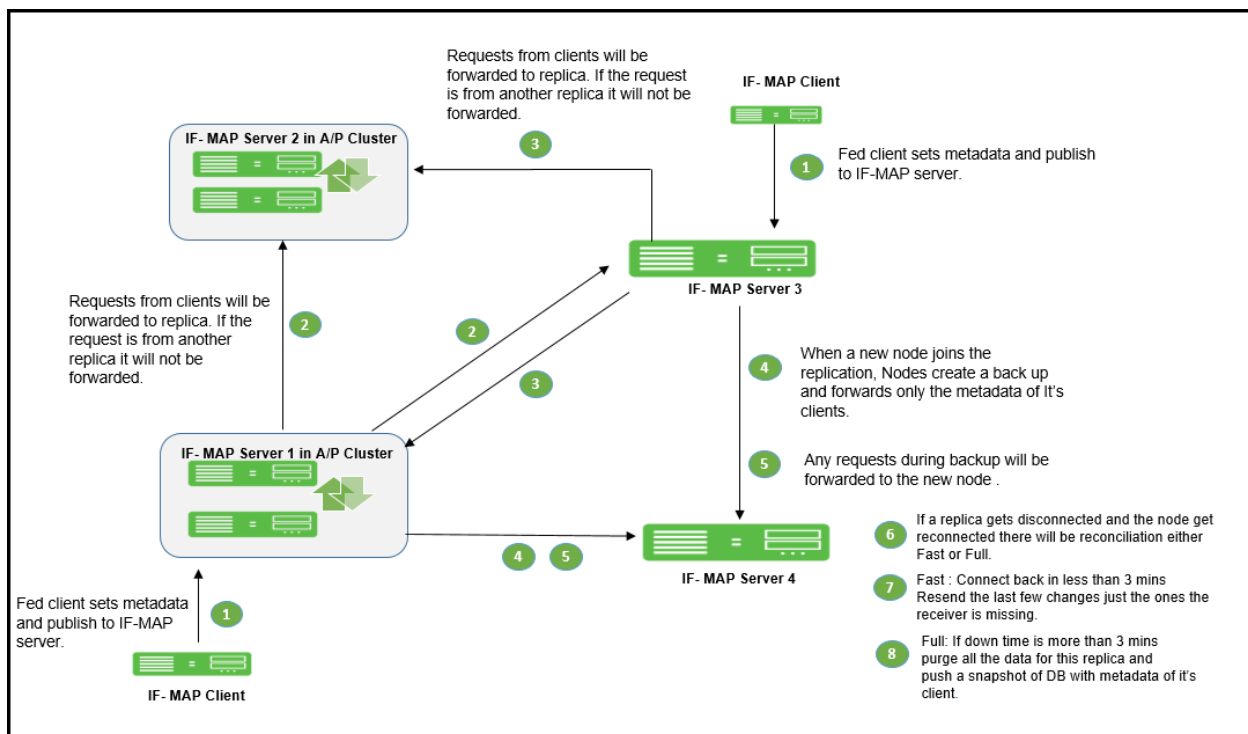 Requests from clients will be
forwarded to replica. If the request
is from another replica it will not be
forwarded.
3
IF- MAP Client
1
Fed client sets metadata and publish
to IF-MAP server.
IF- MAP Server 2 in A/P Cluster
IF- MAP Server 3
Requests from clients will be
forwarded to replica. If the
request is from another
replica it will not be
forwarded.
2
2
3
4
When a new node joins the
replication, Nodes create a back up
and forwards only the metadata of It's
clients.
5
Any requests during backup will be
forwarded to the new node .
IF- MAP Server 1 in A/P Cluster
4
5
IF- MAP Server 4
6
If a replica gets disconnected and the node get
reconnected there will be reconciliation either
Fast or Full.
7
Fast : Connect back in less than 3 mins
Resend the last few changes just the ones the
receiver is missing.
8
Full: If down time is more than 3 mins
purge all the data for this replica and
push a snapshot of DB with metadata of it's
client.
Fed client sets metadata
and publish to IF-MAP
server.
1
IF- MAP Client